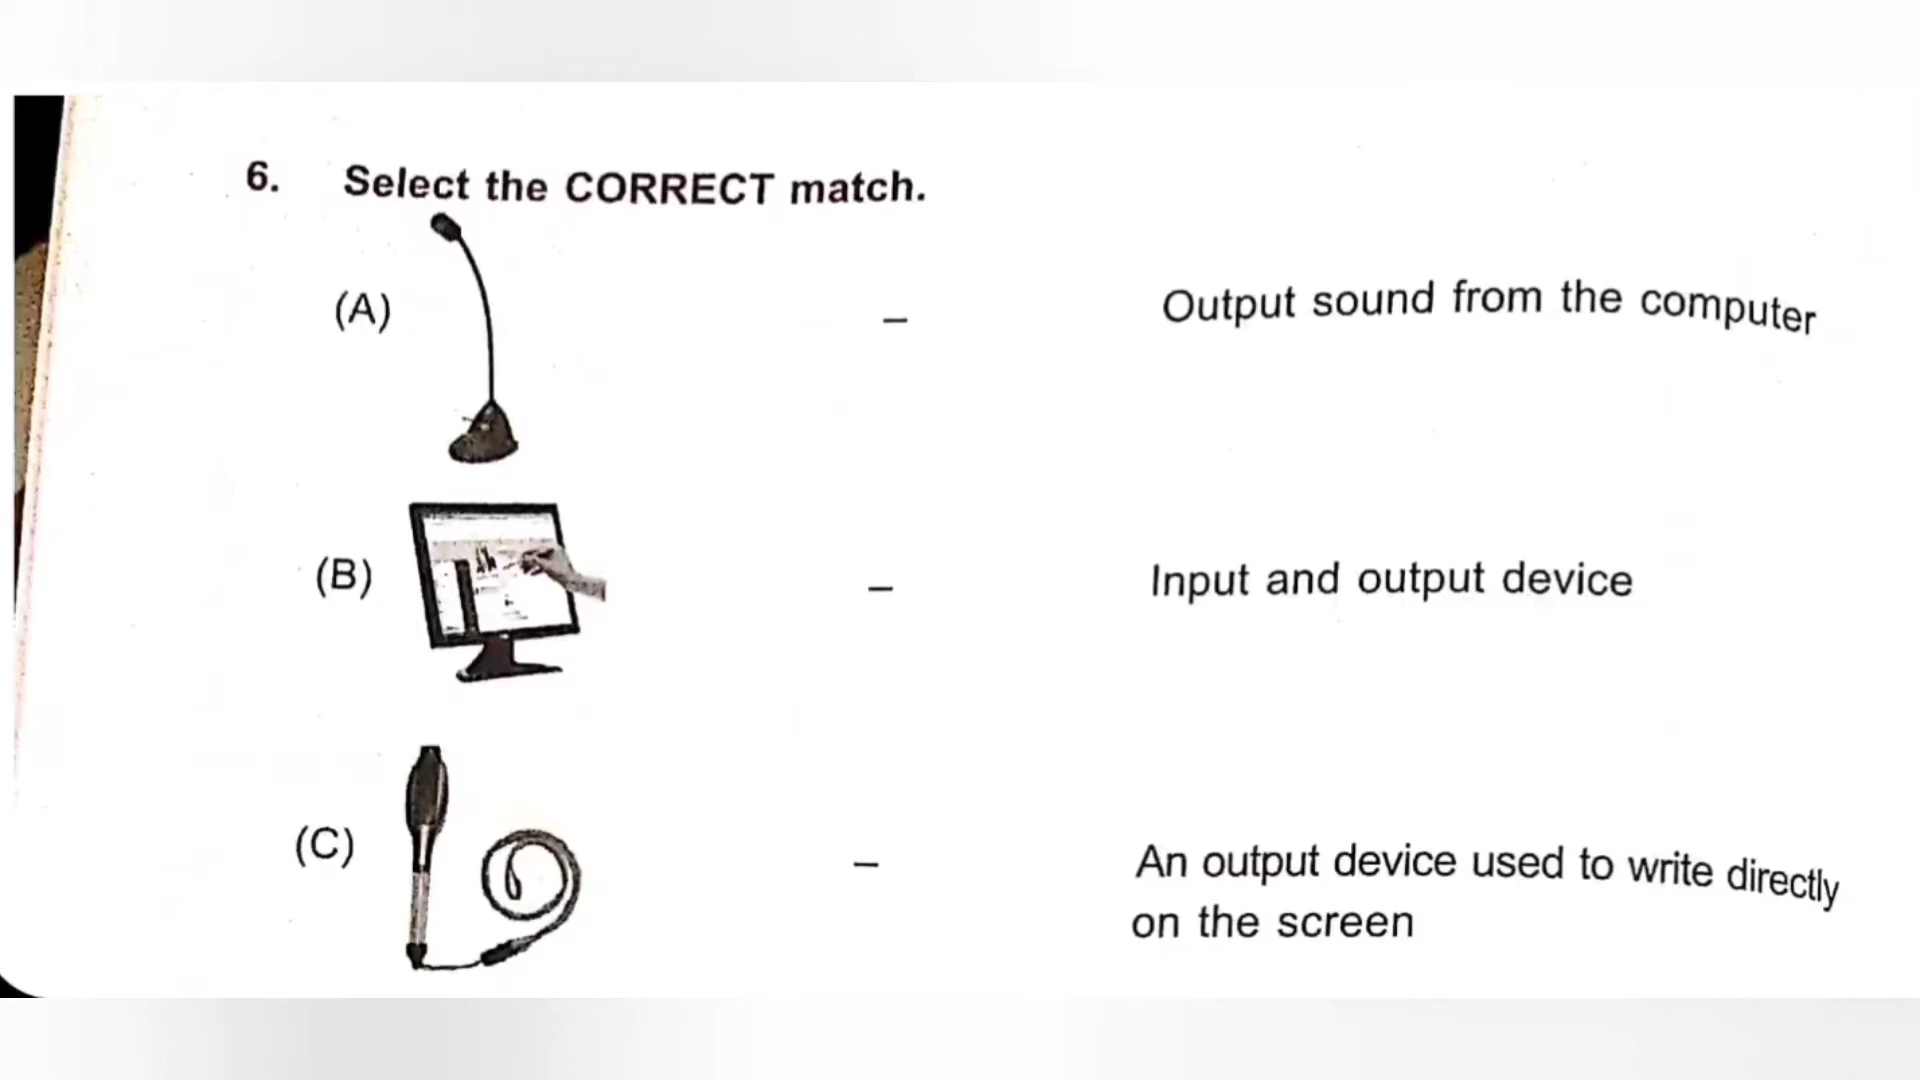 6. Select the CORRECT match.
(A) – Output sound from the computer
(B) – Input and output device
(C) – An output device used to write directly
on the screen